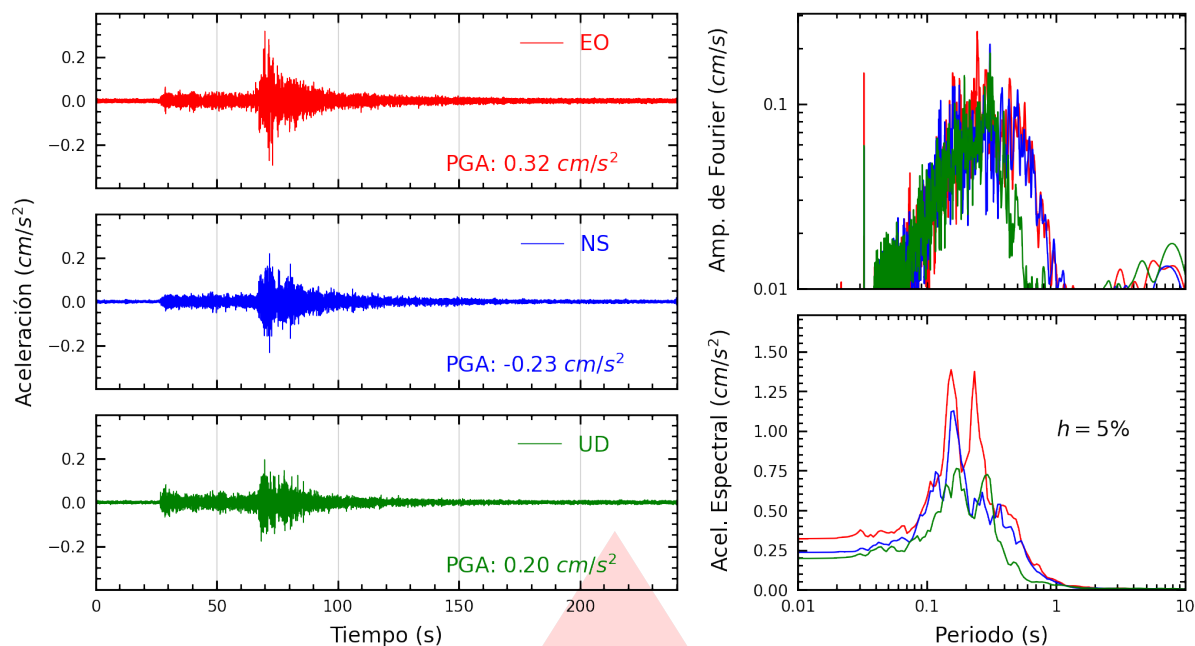 Aceleración (cm/s²)
0.2
0.0
−0.2
EO
PGA: 0.32 cm/s²
0.2
0.0
−0.2
NS
PGA: -0.23 cm/s²
0.2
0.0
−0.2
UD
PGA: 0.20 cm/s²
0
50
100
150
200
Tiempo (s)
Amp. de Fourier (cm/s)
0.1
0.01
Acel. Espectral (cm/s²)
1.50
1.25
1.00
0.75
0.50
0.25
0.00
h = 5%
0.01
0.1
1
10
Periodo (s)